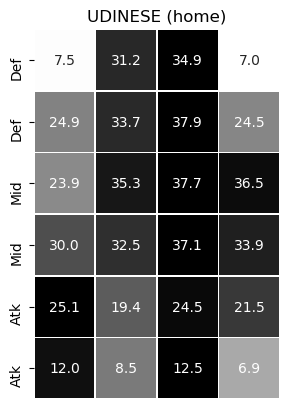 UDINESE (home)
Def 7.5 31.2 34.9 7.0
Def 24.9 33.7 37.9 24.5
Mid 23.9 35.3 37.7 36.5
Mid 30.0 32.5 37.1 33.9
Atk 25.1 19.4 24.5 21.5
Atk 12.0 8.5 12.5 6.9